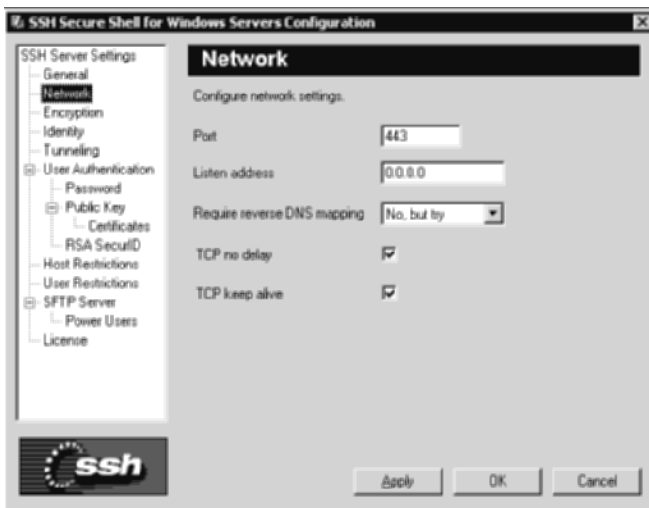 SSH Secure Shell for Windows Servers Configuration
SSH Server Settings
General
Network
Encryption
Identity
Tunneling
User Authentication
Password
Public Key
Certificates
RSA SecurID
Host Restrictions
User Restrictions
SFTP Server
Power Users
License
Network
Configure network settings.
Port
443
Listen address
0.0.0.0
Require reverse DNS mapping
No, but try
TCP no delay
TCP keep alive
ssh
Apply
OK
Cancel